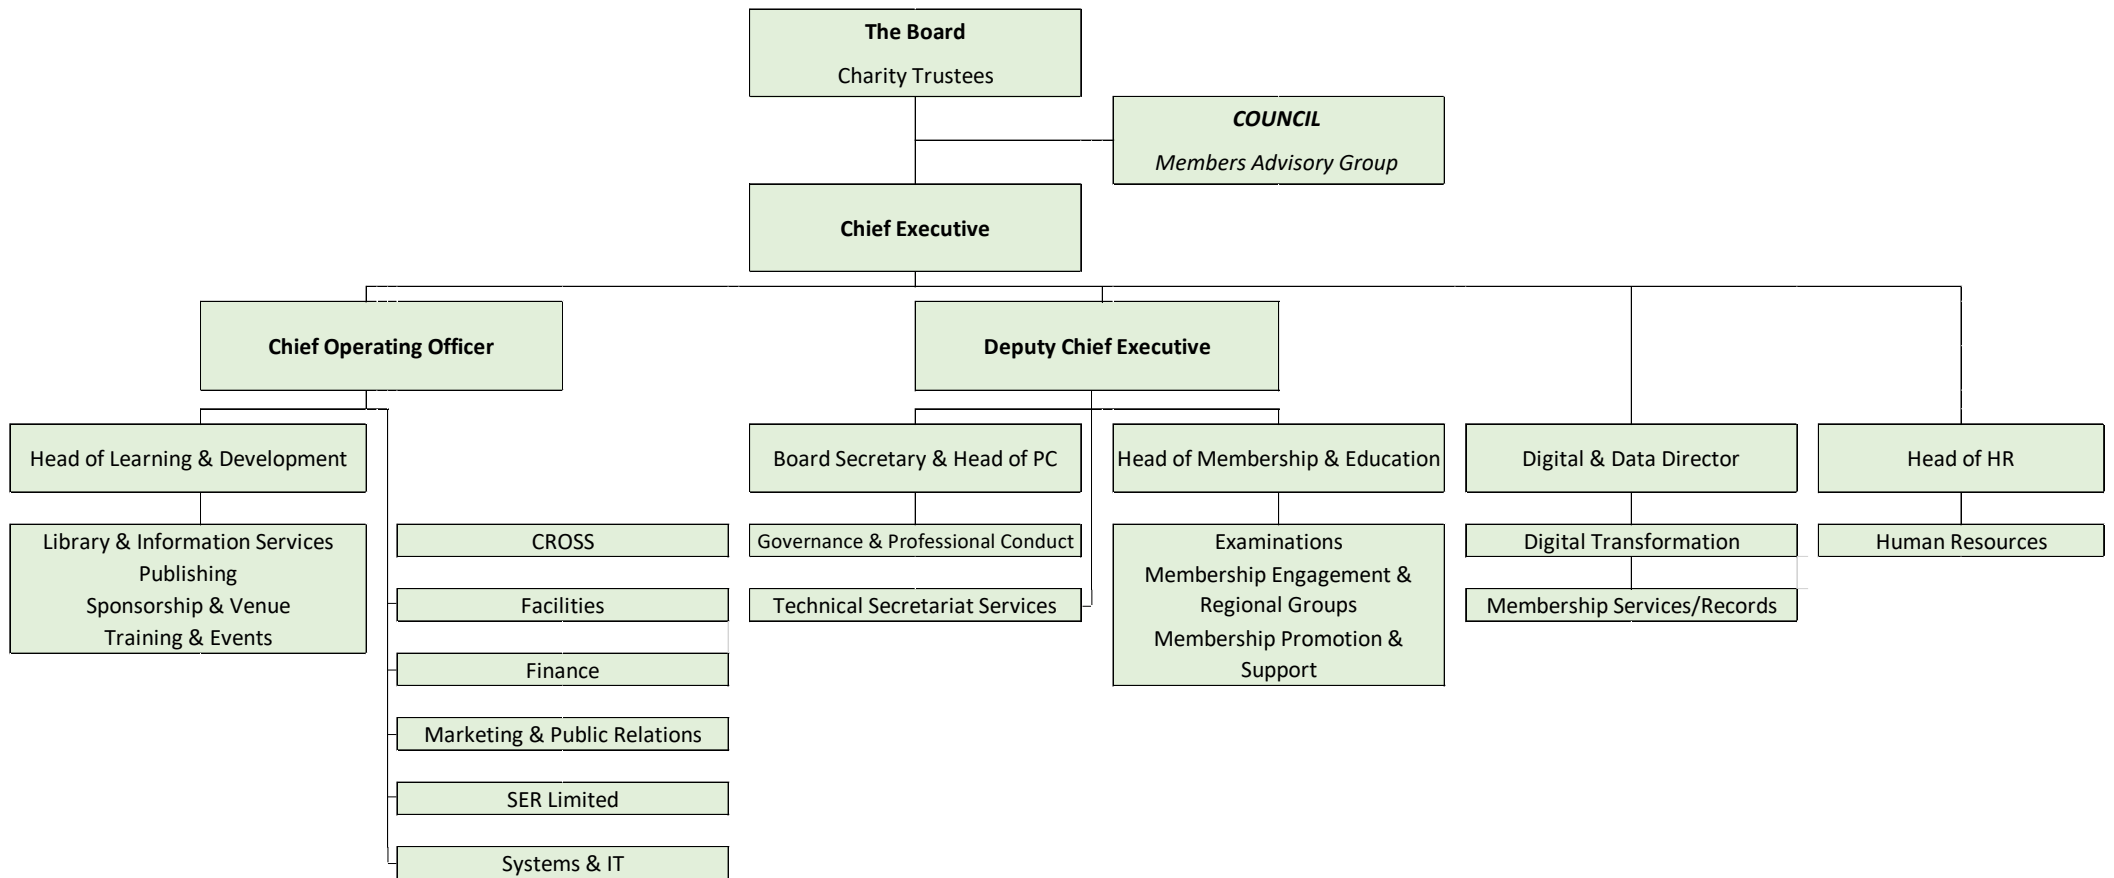 The Board
Charity Trustees
COUNCIL
Members Advisory Group
Chief Executive
Chief Operating Officer
Deputy Chief Executive
Head of Learning & Development
Board Secretary & Head of PC
Head of Membership & Education
Digital & Data Director
Head of HR
Library & Information Services
Publishing
Sponsorship & Venue
Training & Events
CROSS
Facilities
Finance
Marketing & Public Relations
SER Limited
Systems & IT
Governance & Professional Conduct
Technical Secretariat Services
Examinations
Membership Engagement &
Regional Groups
Membership Promotion &
Support
Digital Transformation
Membership Services/Records
Human Resources